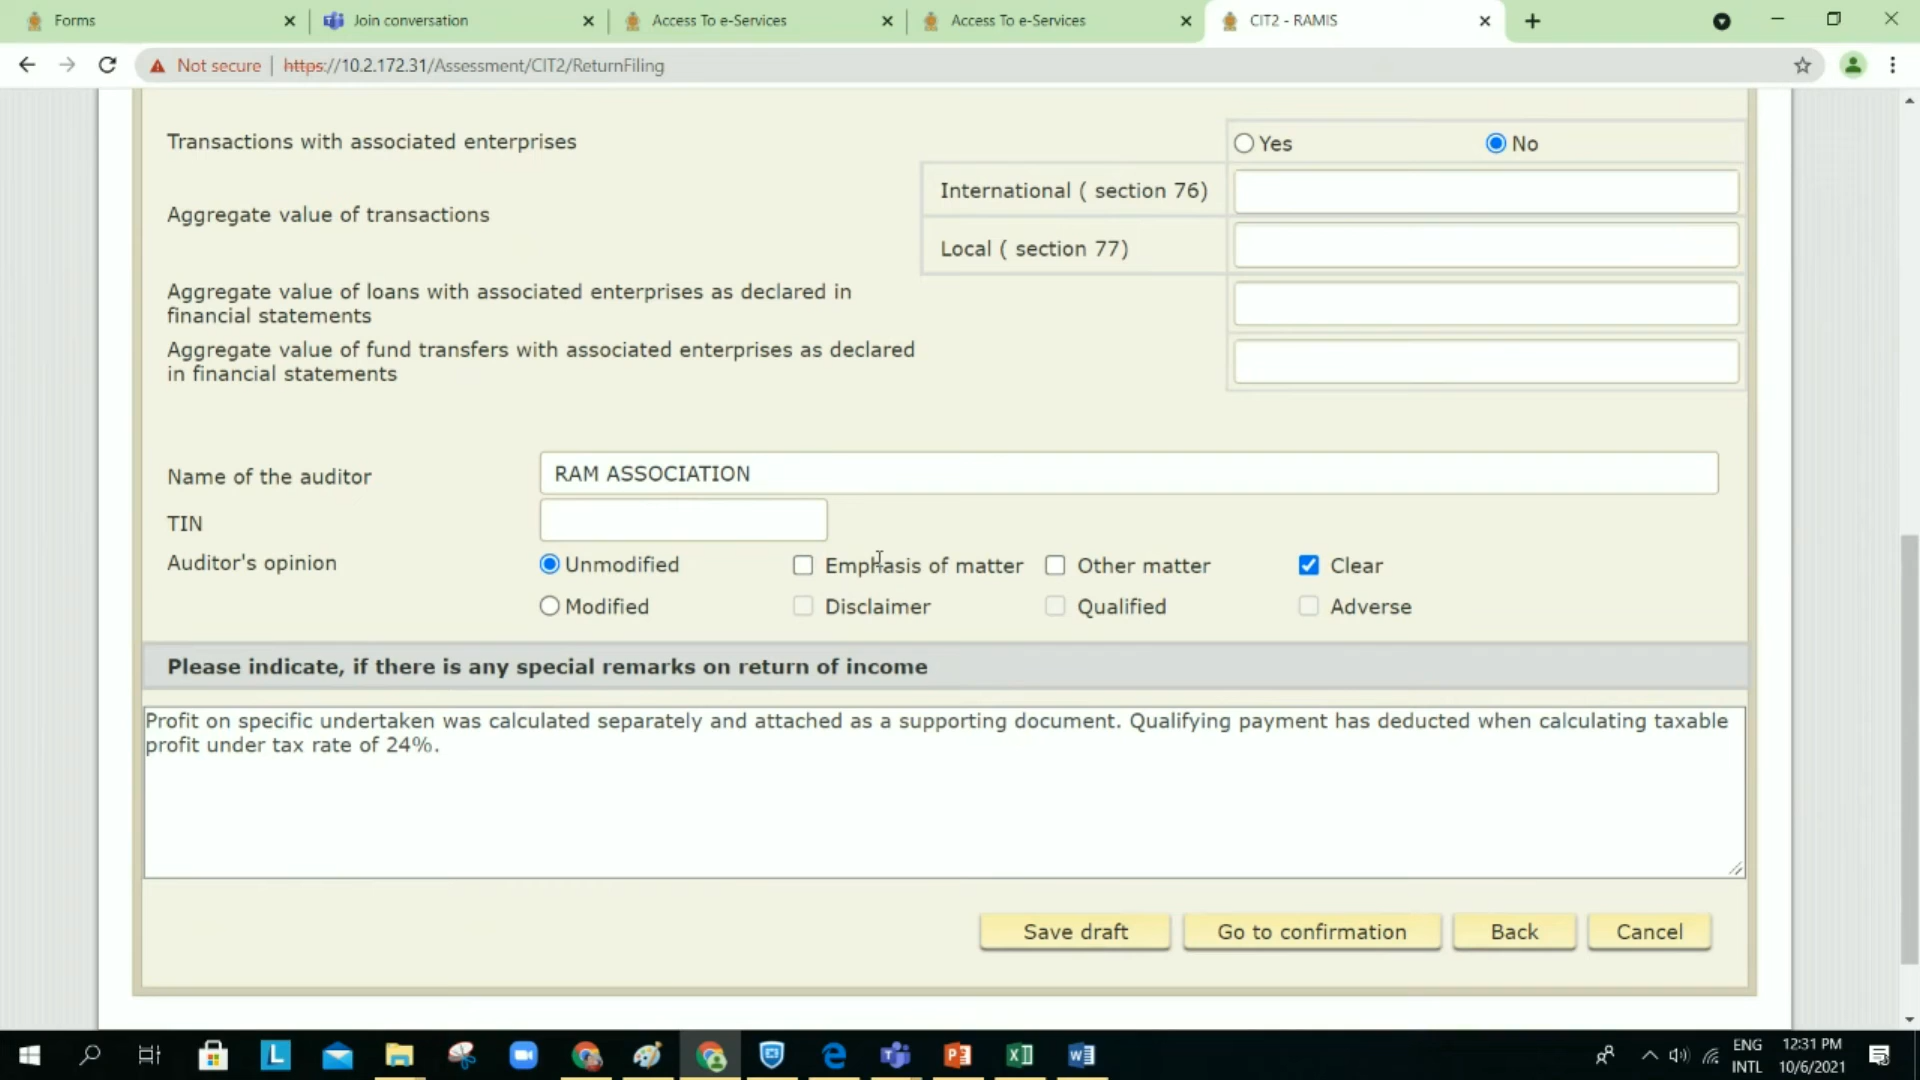 Forms
Join conversation
Access To e-Services
Access To e-Services
CIT2 - RAMIS
Not secure
https://10.2.172.31/Assessment/CIT2/ReturnFiling
Transactions with associated enterprises
Yes
No
Aggregate value of transactions
International ( section 76)
Local ( section 77)
Aggregate value of loans with associated enterprises as declared in
financial statements
Aggregate value of fund transfers with associated enterprises as declared
in financial statements
Name of the auditor
RAM ASSOCIATION
TIN
Auditor's opinion
Unmodified
Emphasis of matter
Other matter
Clear
Modified
Disclaimer
Qualified
Adverse
Please indicate, if there is any special remarks on return of income
Profit on specific undertaken was calculated separately and attached as a supporting document. Qualifying payment has deducted when calculating taxable
profit under tax rate of 24%.
Save draft
Go to confirmation
Back
Cancel
ENG
INTL
12:31 PM
10/6/2021